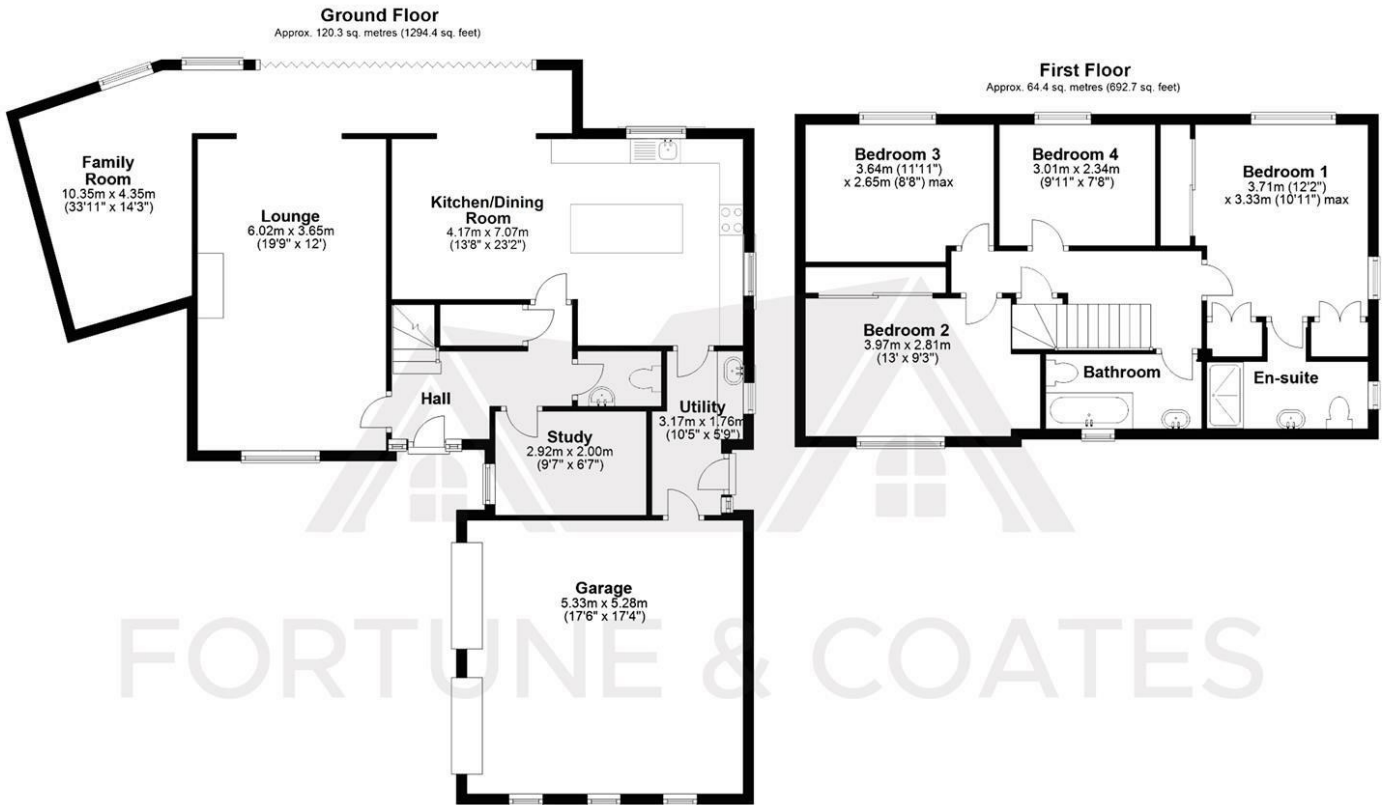 Ground Floor
Approx. 120.3 sq. metres (1294.4 sq. feet)
Family
Room
10.35m x 4.35m
(33'11" x 14'3")
Lounge
6.02m x 3.65m
(19'9" x 12')
Kitchen/Dining
Room
4.17m x 7.07m
(13'8" x 23'2")
Hall
Study
2.92m x 2.00m
(9'7" x 6'7")
Utility
3.17m x 1.76m
(10'5" x 5'9")
Garage
5.33m x 5.28m
(17'6" x 17'4")
First Floor
Approx. 64.4 sq. metres (692.7 sq. feet)
Bedroom 3
3.64m (11'11")
x 2.65m (8'8") max
Bedroom 4
3.01m x 2.34m
(9'11" x 7'8")
Bedroom 1
3.71m (12'2")
x 3.33m (10'11") max
Bedroom 2
3.97m x 2.81m
(13' x 9'3")
Bathroom
En-suite
FORTUNE & COATES